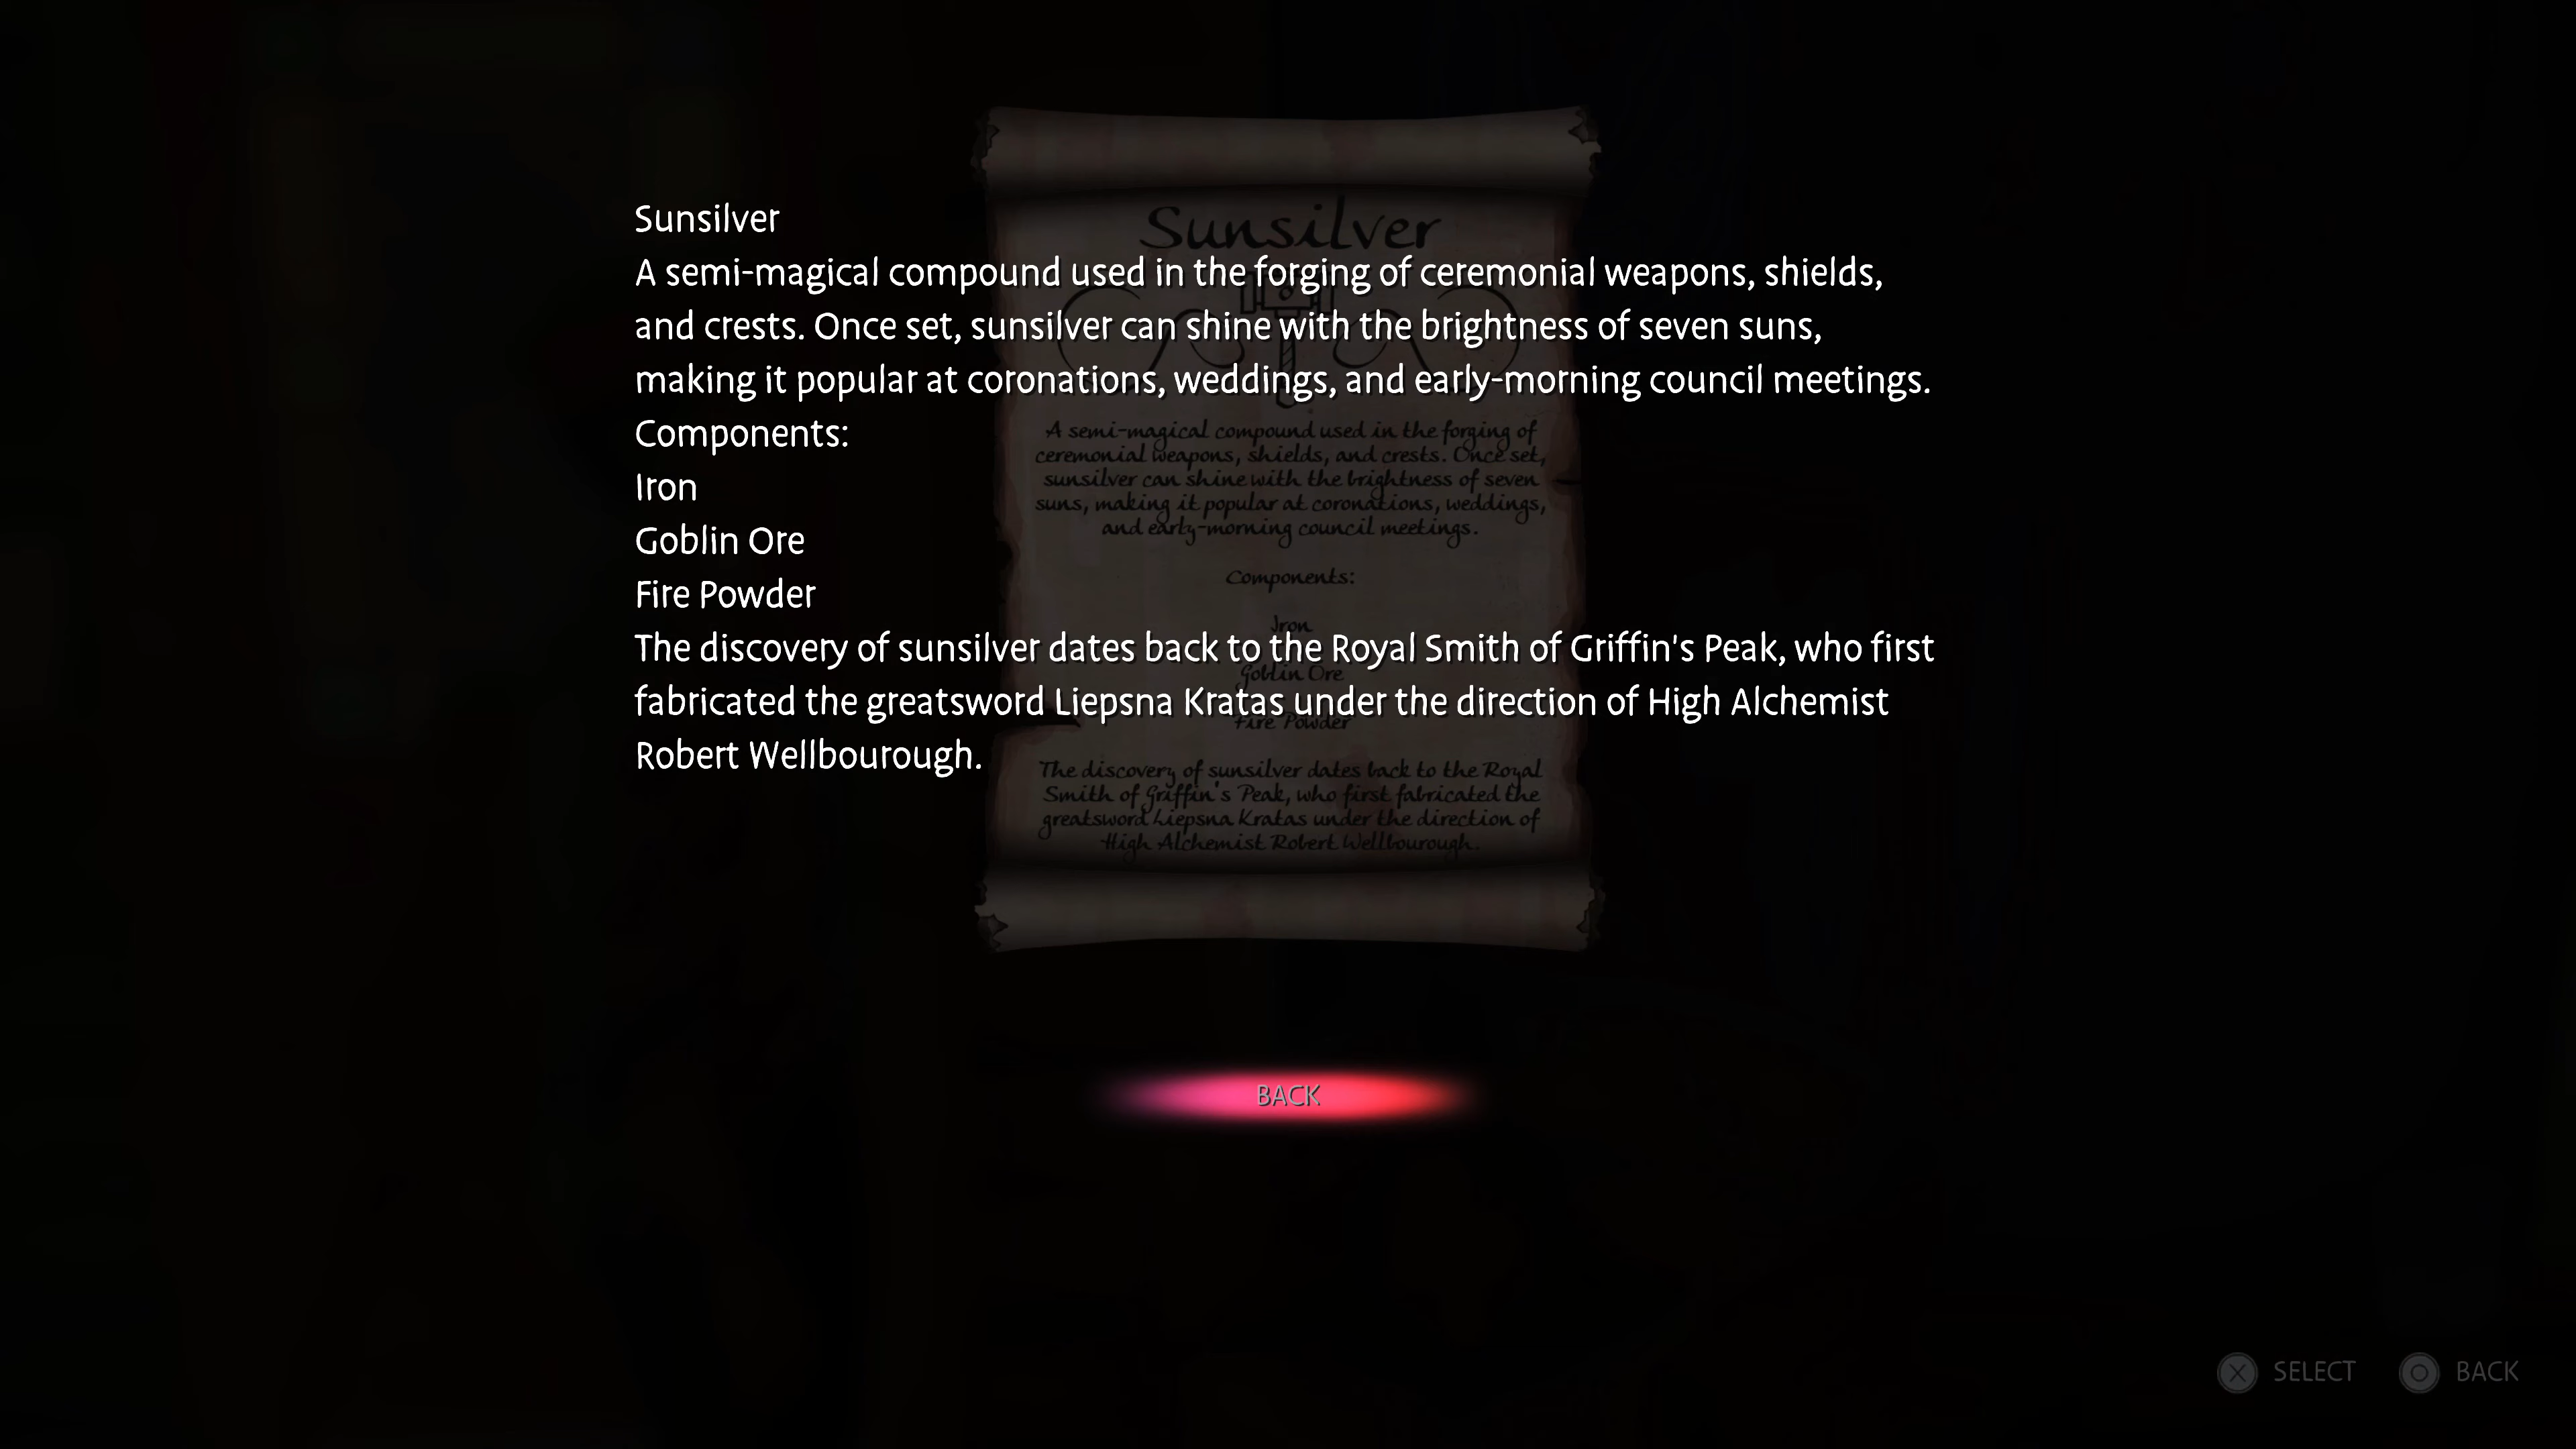 Sunsilver
A semi-magical compound used in the forging of ceremonial weapons, shields,
and crests. Once set, sunsilver can shine with the brightness of seven suns,
making it popular at coronations, weddings, and early-morning council meetings.
Components:
Iron
Goblin Ore
Fire Powder
The discovery of sunsilver dates back to the Royal Smith of Griffin's Peak, who first
fabricated the greatsword Liepsna Kratas under the direction of High Alchemist
Robert Wellbourough.
Sunsilver
A semi-magical compound used in the forging of
ceremonial weapons, shields, and crests. Once set,
sunsilver can shine with the brightness of seven
suns, making it popular at coronations, weddings,
and early-morning council meetings.
Components:
Iron
Goblin Ore
Fire Powder
The discovery of sunsilver dates back to the Royal
Smith of Griffin's Peak, who first fabricated the
greatsword Liepsna Kratas under the direction of
High Alchemist Robert Wellbourough.
BACK
SELECT BACK